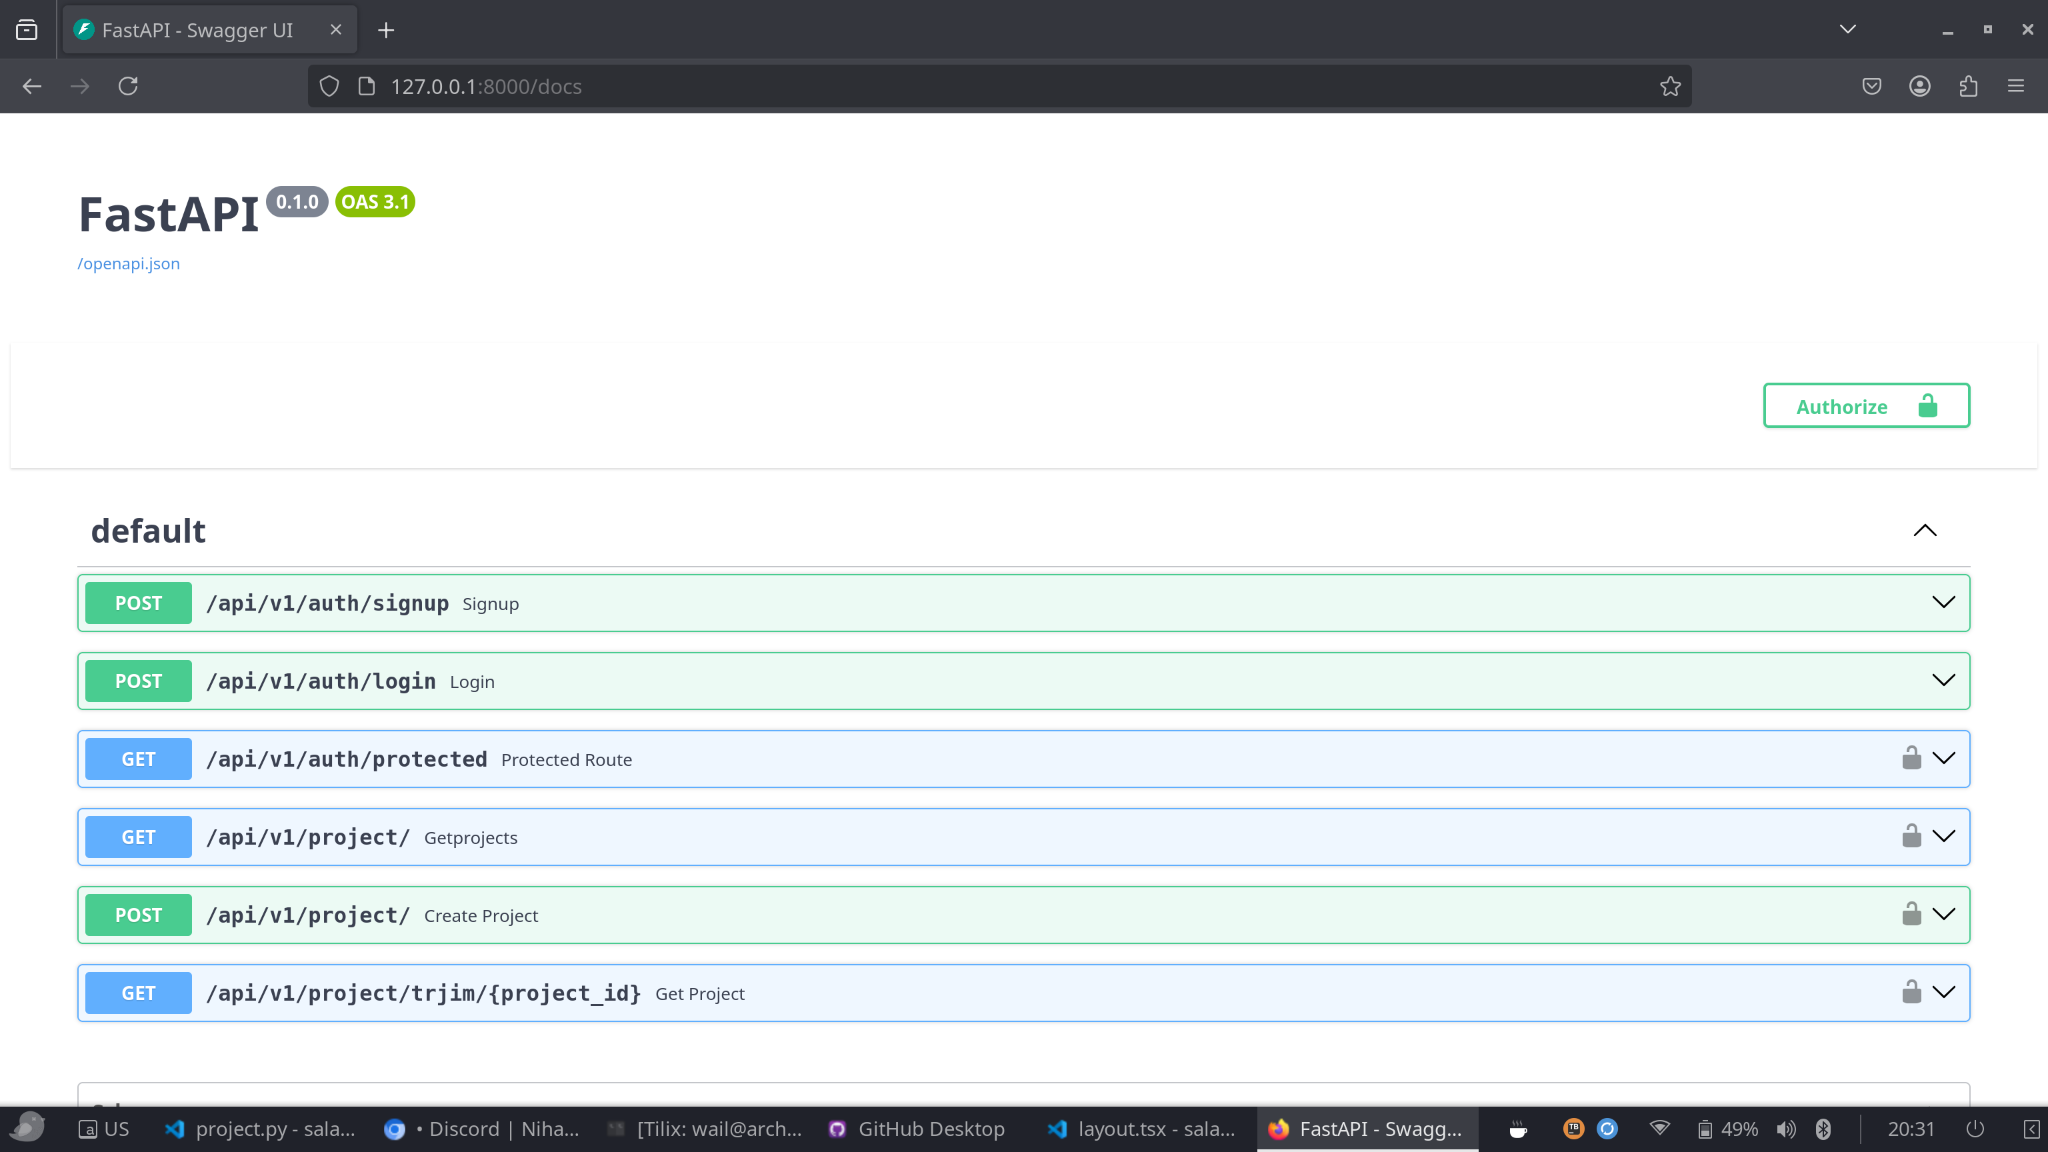 FastAPI - Swagger UI
127.0.0.1:8000/docs
FastAPI 0.1.0 OAS 3.1
/openapi.json
Authorize
default
POST /api/v1/auth/signup Signup
POST /api/v1/auth/login Login
GET /api/v1/auth/protected Protected Route
GET /api/v1/project/ Getprojects
POST /api/v1/project/ Create Project
GET /api/v1/project/trjim/{project_id} Get Project
a US project.py - sala... • Discord | Niha... [Tilix: wail@arch... GitHub Desktop layout.tsx - sala... FastAPI - Swagg... TB 49% 20:31